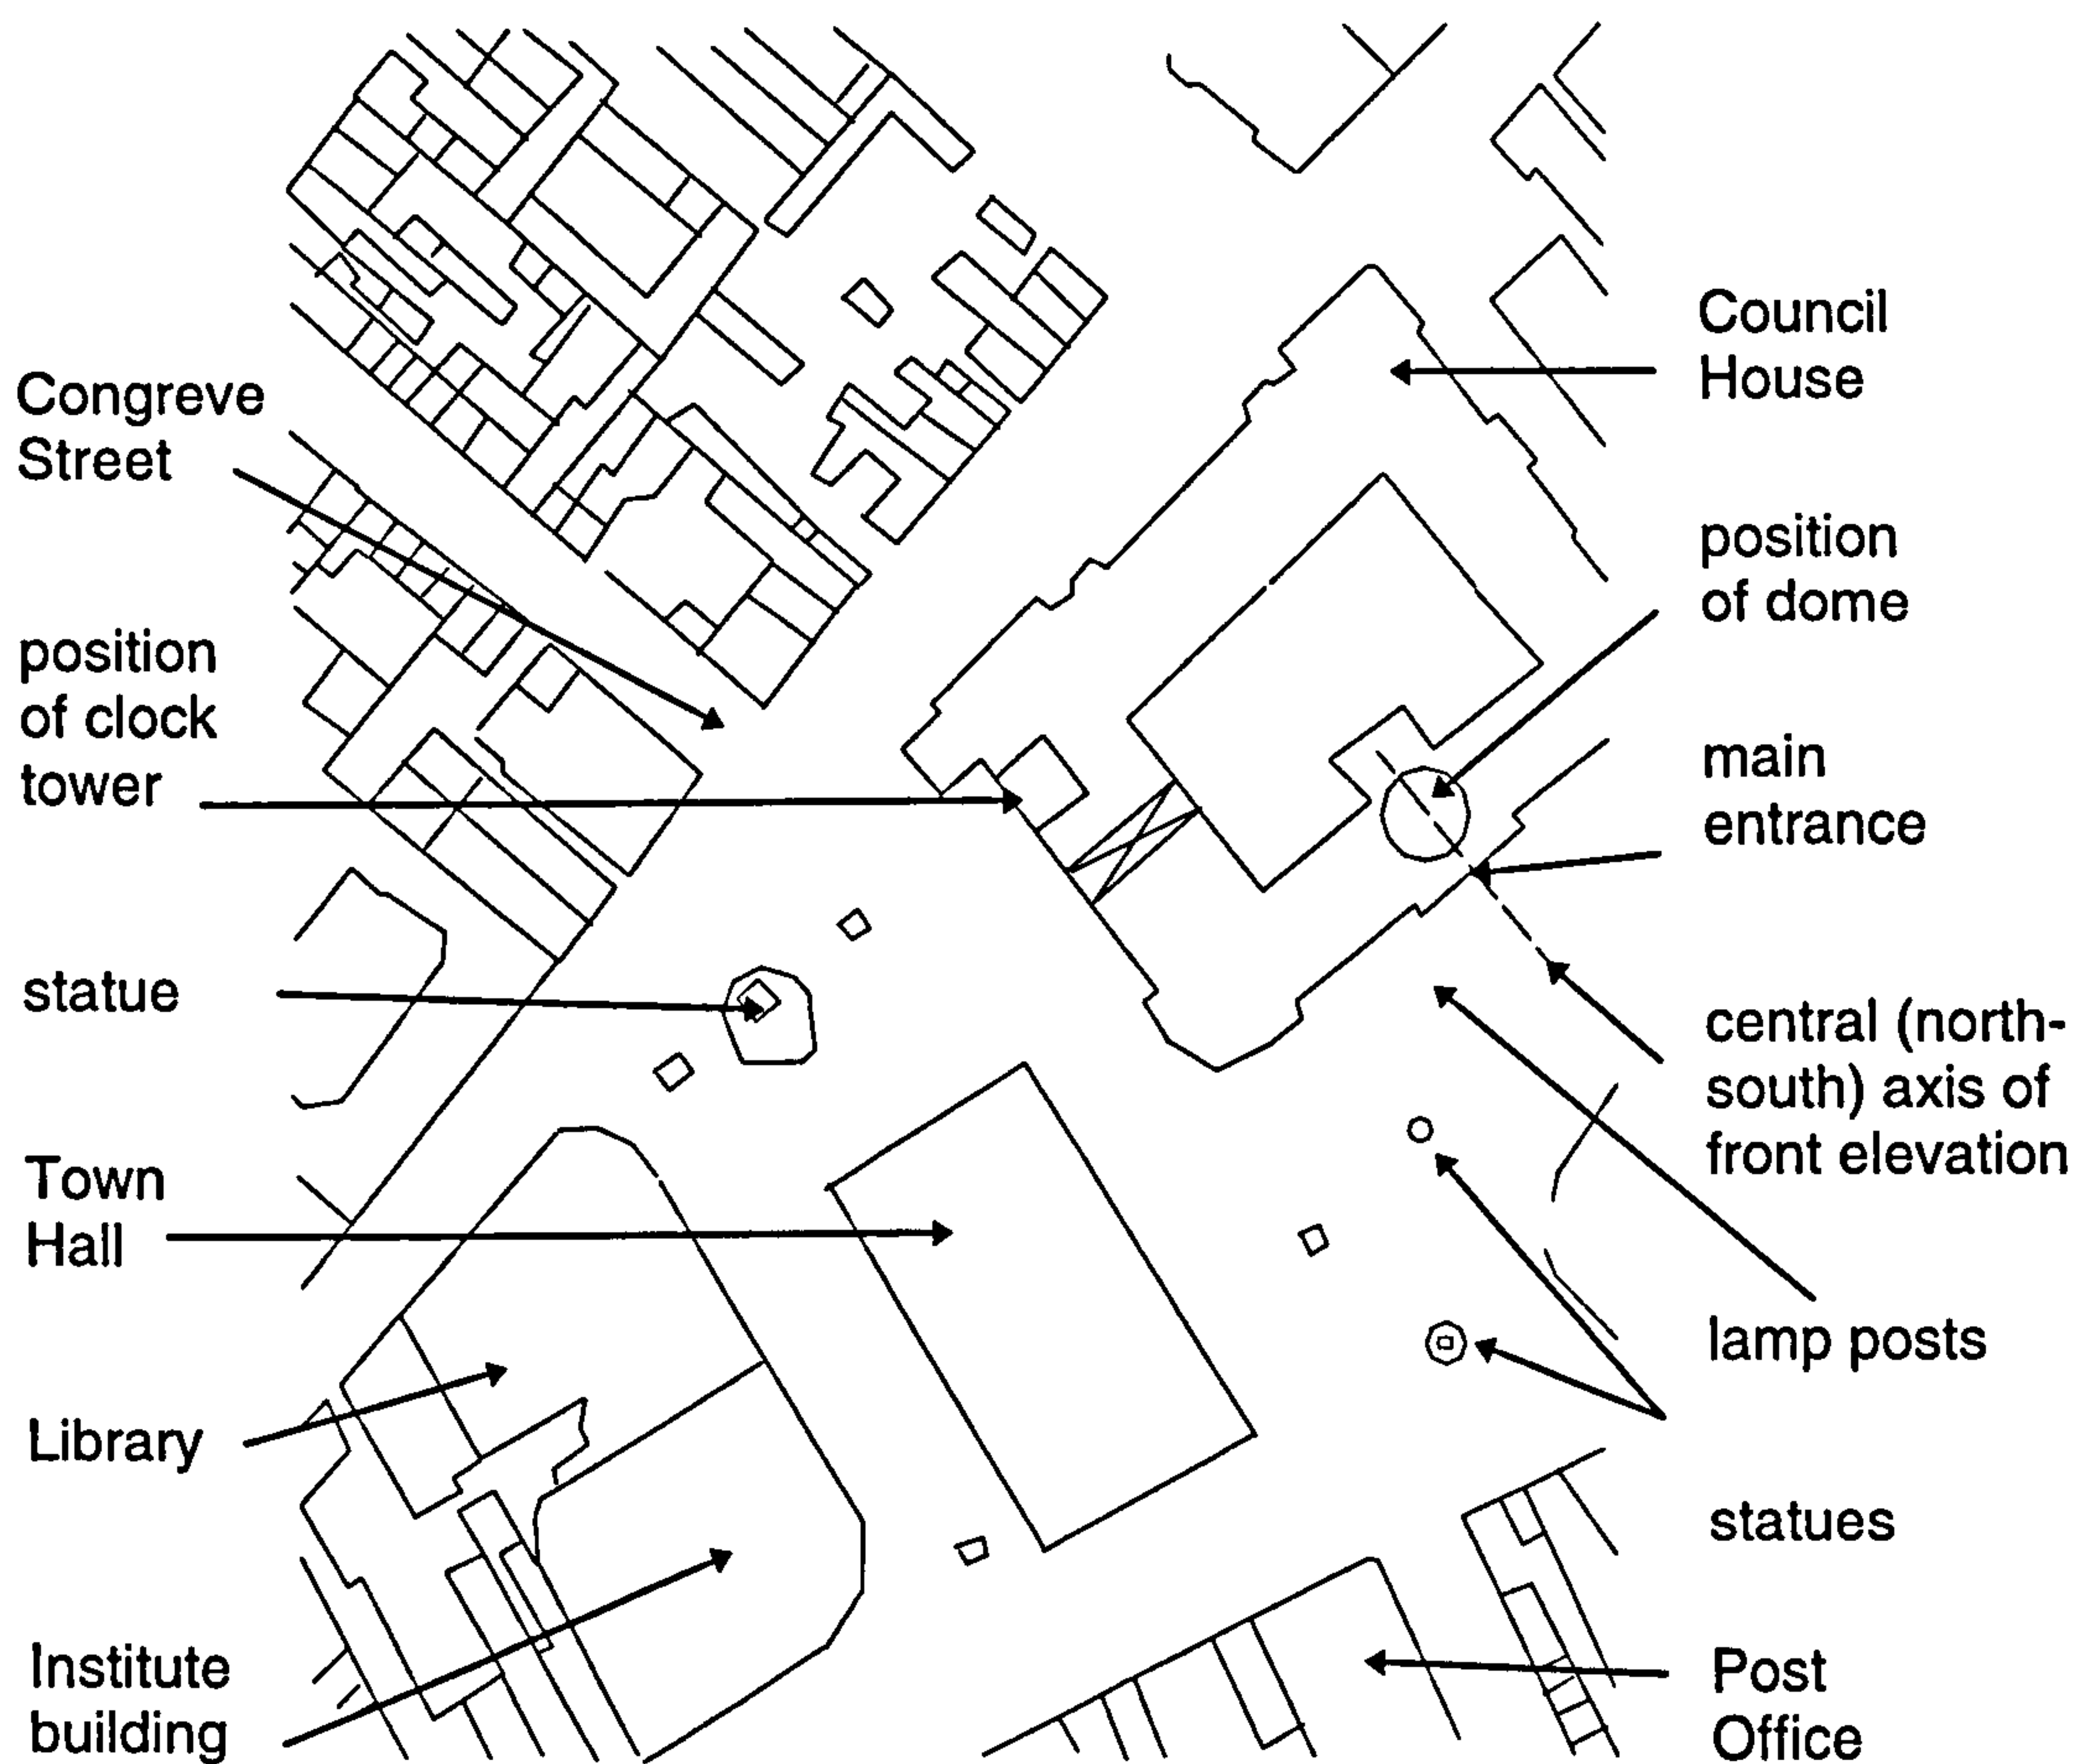 Congreve
Street
position
of clock
tower
statue
Town
Hall
Library
Institute
building
Council
House
position
of dome
main
entrance
central (north-
south) axis of
front elevation
lamp posts
statues
Post
Office